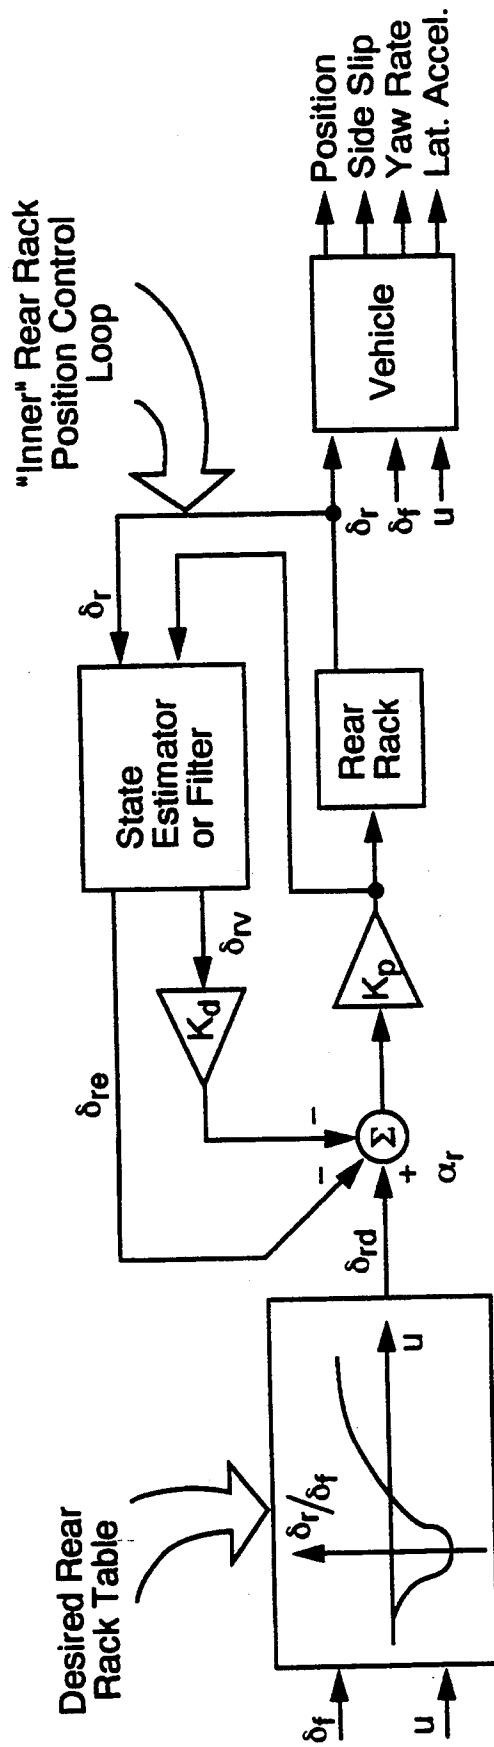 Desired Rear
Rack Table
δf
u
δr/δf
u
δrd
+
αr
Σ
−
−
δre
Kd
δrv
Kp
State
Estimator
or Filter
δr
Rear
Rack
"Inner" Rear Rack
Position Control
Loop
δr
δf
u
Vehicle
Position
Side Slip
Yaw Rate
Lat. Accel.